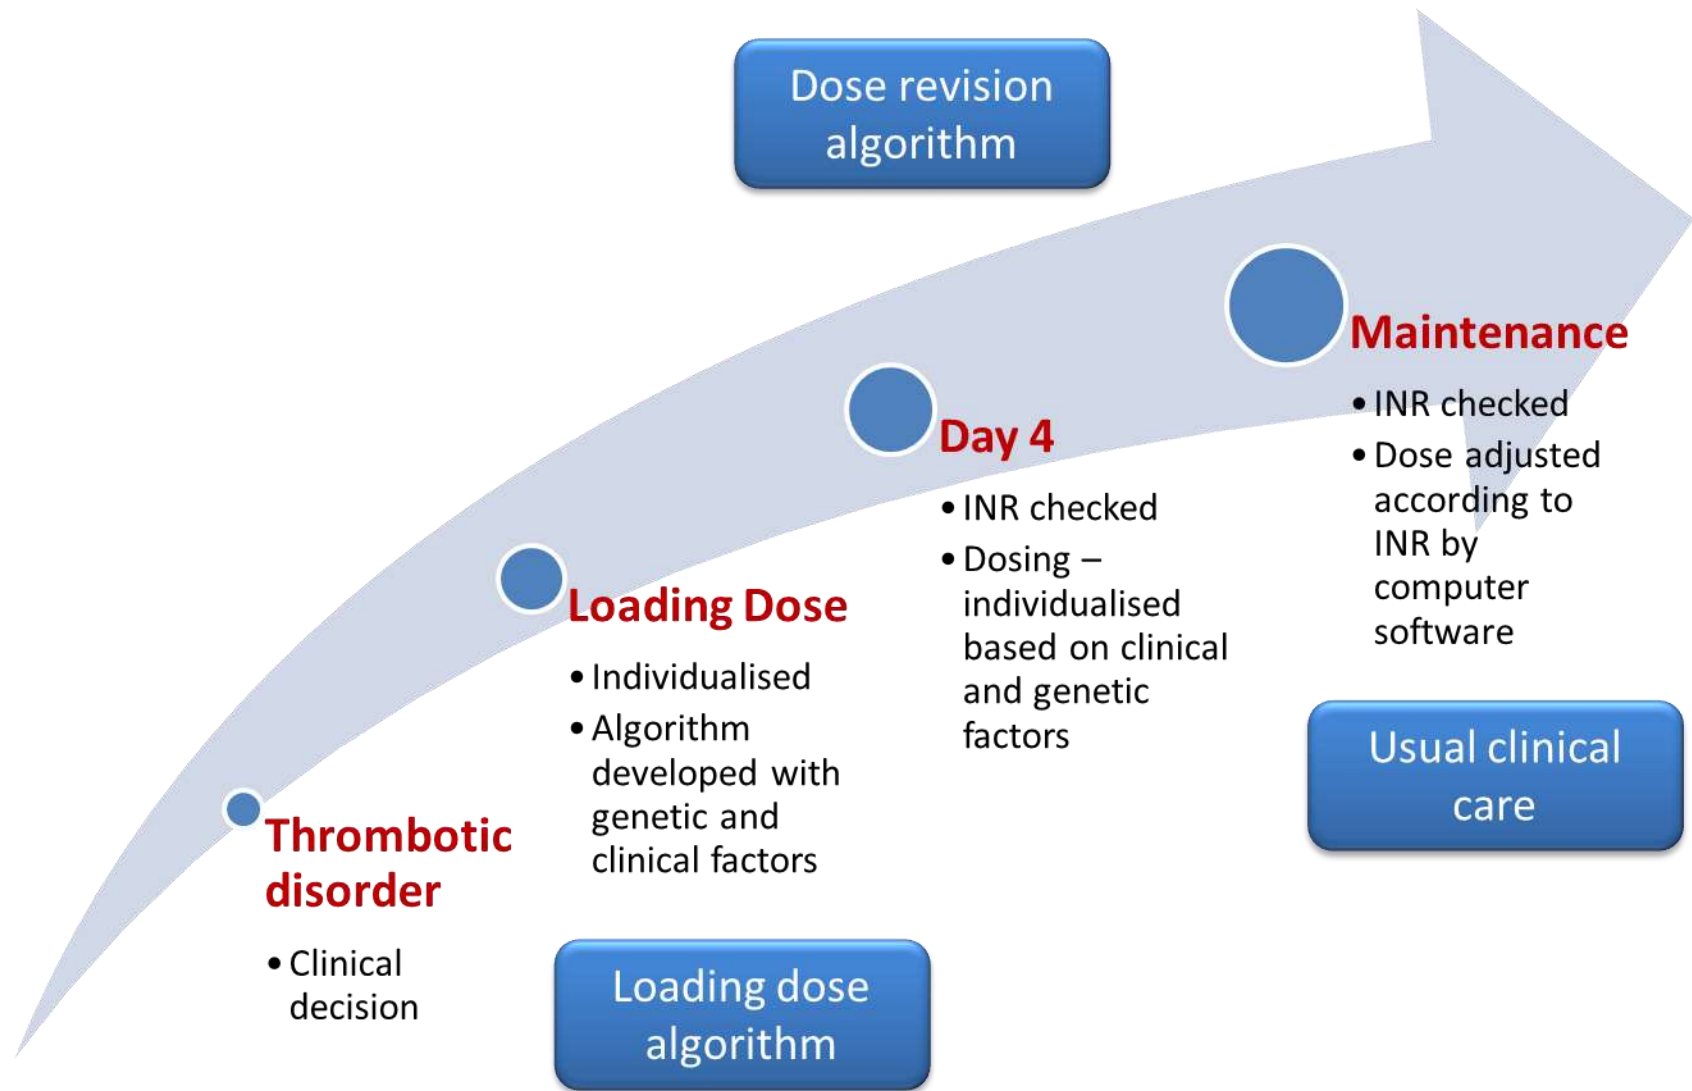 Dose revision
algorithm
Thrombotic
disorder
• Clinical
decision
Loading Dose
• Individualised
• Algorithm
developed with
genetic and
clinical factors
Loading dose
algorithm
Day 4
• INR checked
• Dosing –
individualised
based on clinical
and genetic
factors
Maintenance
• INR checked
• Dose adjusted
according to
INR by
computer
software
Usual clinical
care